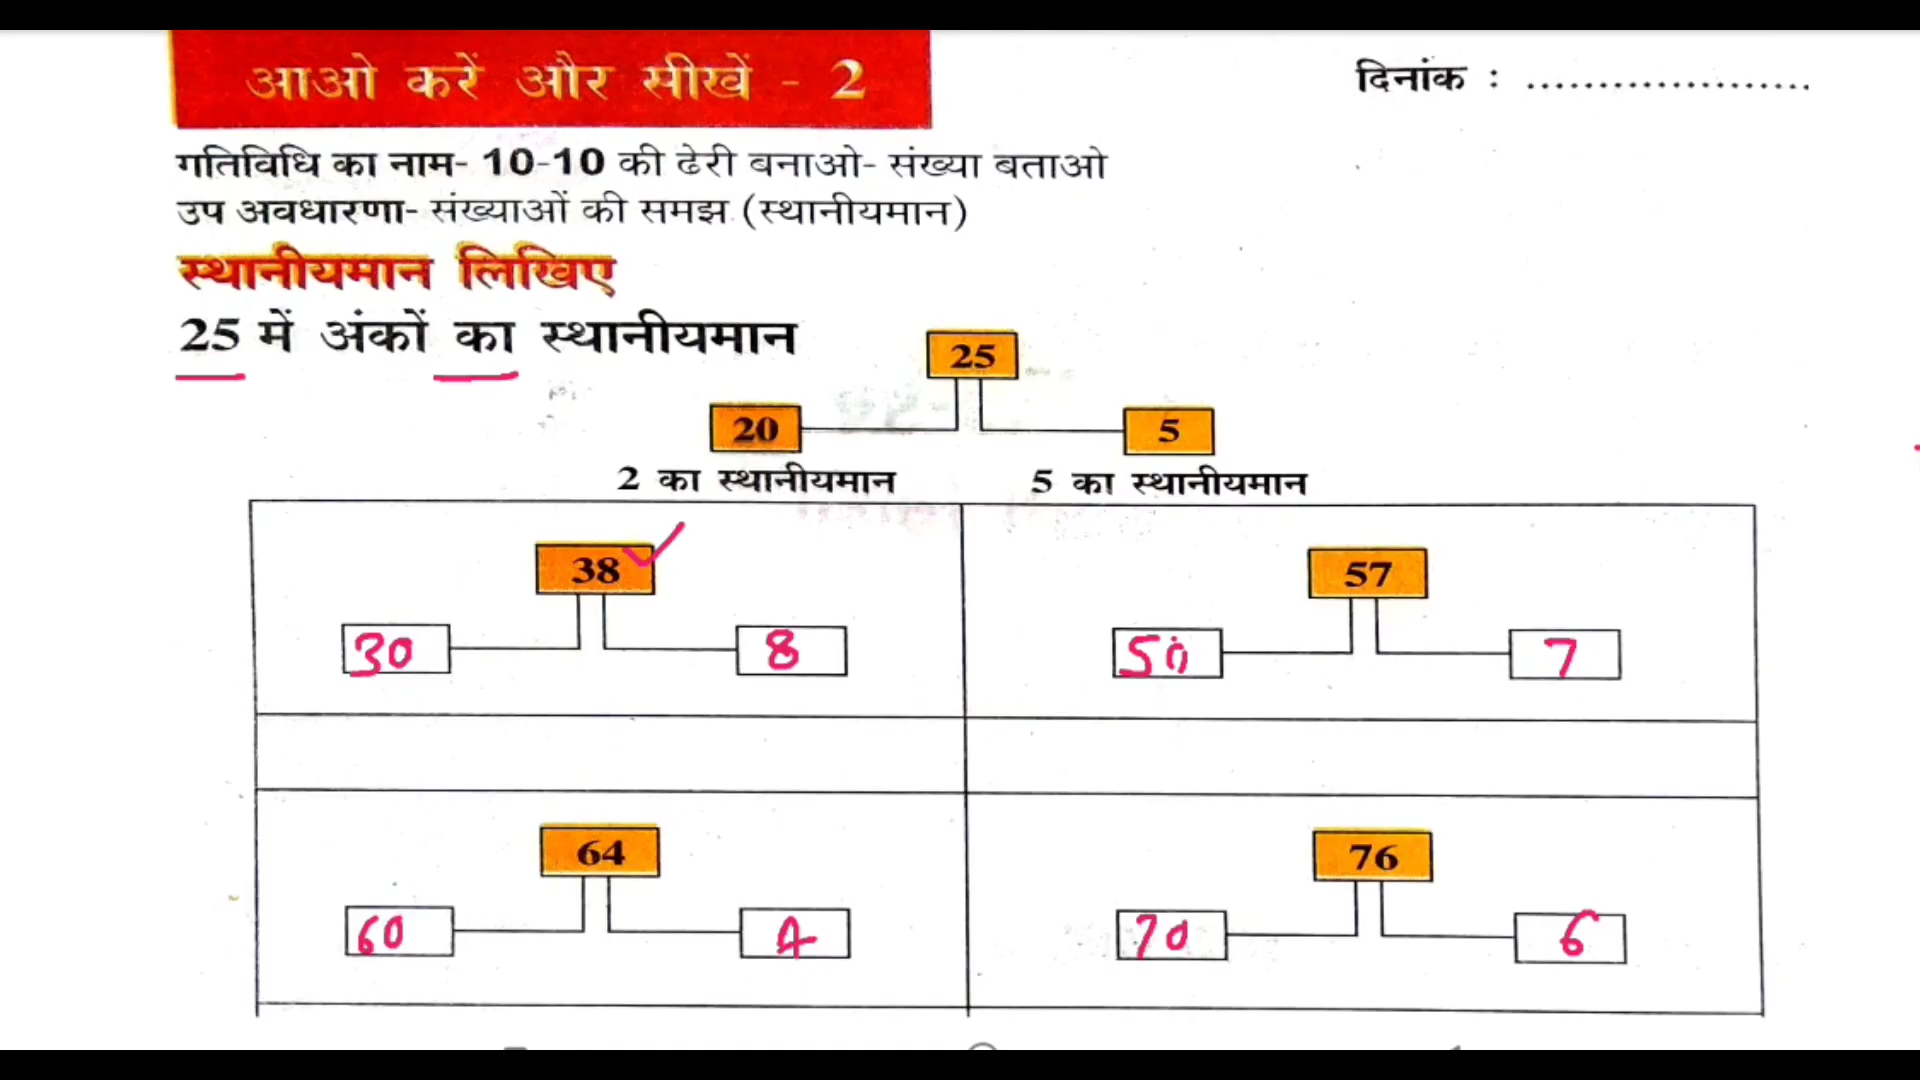 आओ करें और सीखें - 2
दिनांक : ....................
गतिविधि का नाम- 10-10 की ढेरी बनाओ- संख्या बताओ
उप अवधारणा- संख्याओं की समझ (स्थानीयमान)
स्थानीयमान लिखिए
25 में अंकों का स्थानीयमान
25
20 5
2 का स्थानीयमान 5 का स्थानीयमान
38 57
30 8 50 7
64 76
60 4 70 6